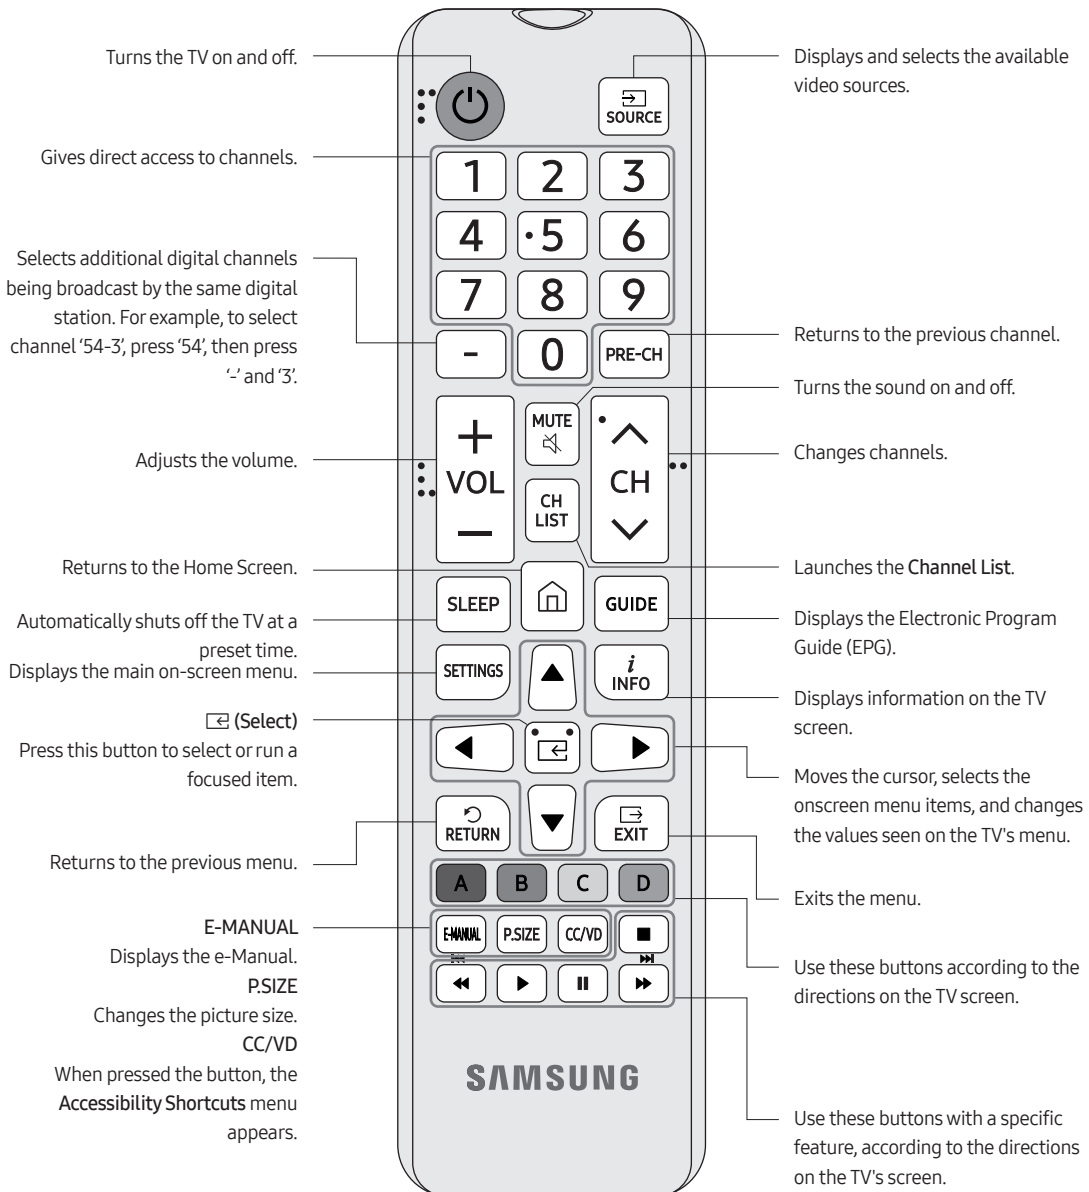 Turns the TV on and off.
Gives direct access to channels.
Selects additional digital channels
being broadcast by the same digital
station. For example, to select
channel ‘54-3’, press ‘54’, then press
‘-’ and ‘3’.
Adjusts the volume.
Returns to the Home Screen.
Automatically shuts off the TV at a
preset time.
Displays the main on-screen menu.
(Select)
Press this button to select or run a
focused item.
Returns to the previous menu.
E-MANUAL
Displays the e-Manual.
P.SIZE
Changes the picture size.
CC/VD
When pressed the button, the
Accessibility Shortcuts menu
appears.
SOURCE
1 2 3
4 5 6
7 8 9
- 0 PRE-CH
MUTE
VOL
CH
CH
LIST
SLEEP
GUIDE
SETTINGS
i
INFO
RETURN
EXIT
A B C D
E-MANUAL P.SIZE CC/VD
SAMSUNG
Displays and selects the available
video sources.
Returns to the previous channel.
Turns the sound on and off.
Changes channels.
Launches the Channel List.
Displays the Electronic Program
Guide (EPG).
Displays information on the TV
screen.
Moves the cursor, selects the
onscreen menu items, and changes
the values seen on the TV's menu.
Exits the menu.
Use these buttons according to the
directions on the TV screen.
Use these buttons with a specific
feature, according to the directions
on the TV's screen.